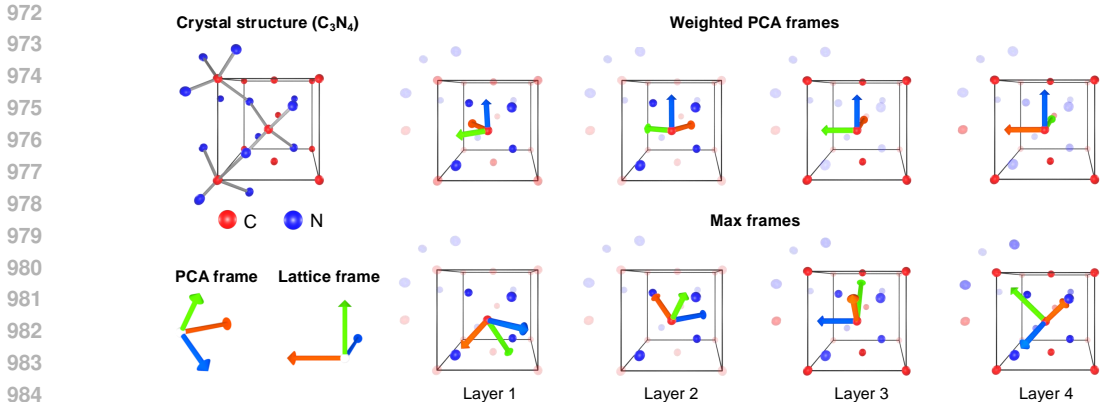 972
973
974
975
976
977
978
979
980
981
982
983
984
Crystal structure (C₃N₄)
Weighted PCA frames
C N
Max frames
PCA frame Lattice frame
Layer 1 Layer 2 Layer 3 Layer 4